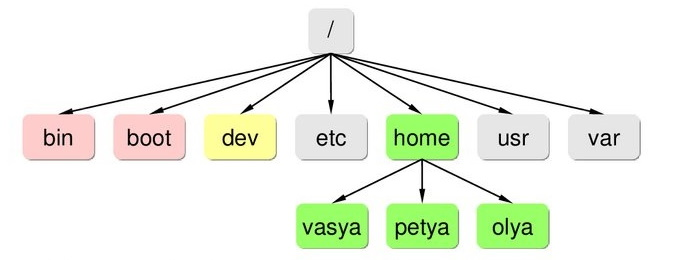 /
bin boot dev etc home usr var
vasya petya olya